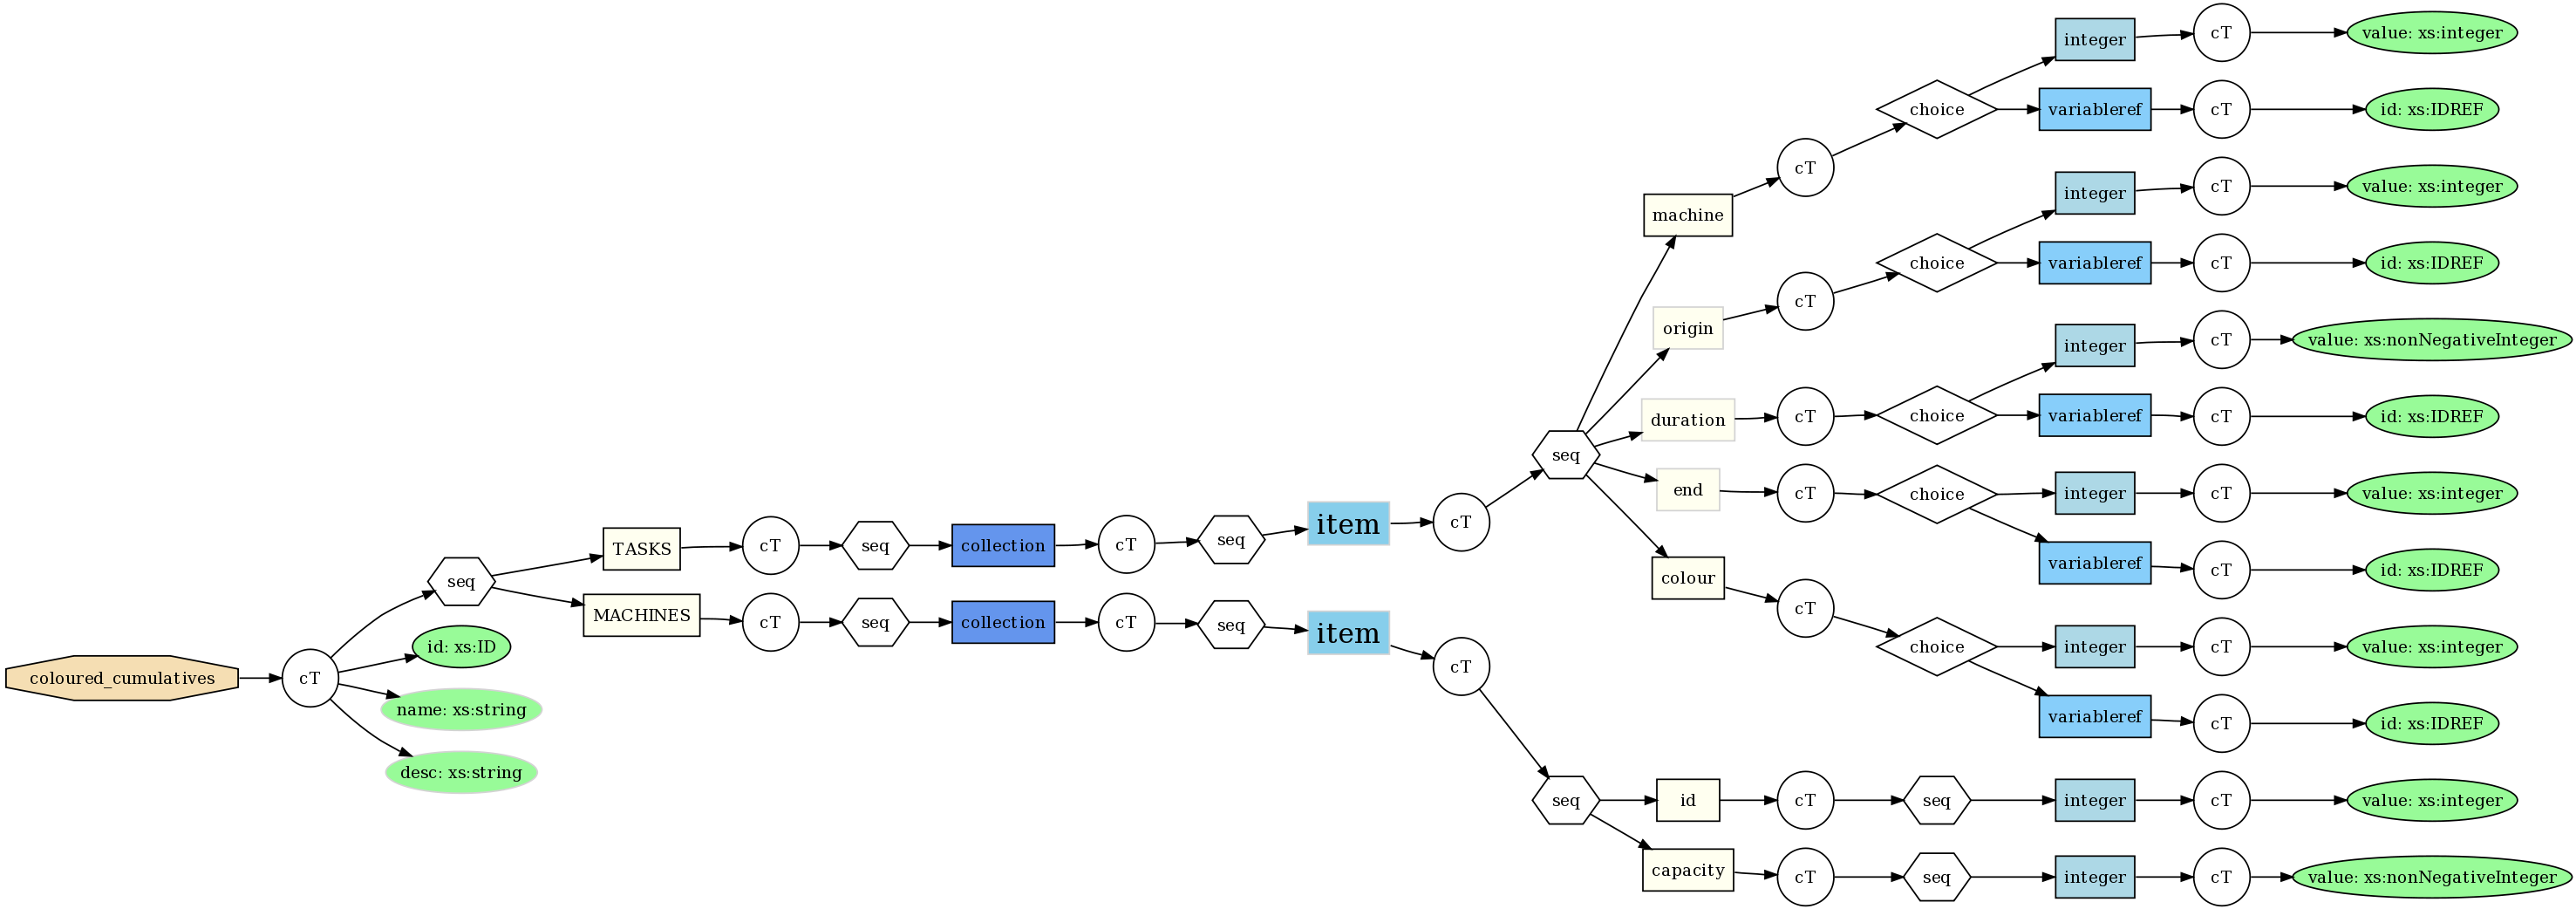 coloured_cumulatives
cT
seq
TASKS
cT
seq
collection
cT
seq
item
cT
seq
machine
cT
choice
integer
cT
value: xs:integer
variableref
cT
id: xs:IDREF
origin
cT
choice
integer
cT
value: xs:integer
variableref
cT
id: xs:IDREF
duration
cT
choice
integer
cT
value: xs:nonNegativeInteger
variableref
cT
id: xs:IDREF
end
cT
choice
integer
cT
value: xs:integer
variableref
cT
id: xs:IDREF
colour
cT
choice
integer
cT
value: xs:integer
variableref
cT
id: xs:IDREF
MACHINES
cT
seq
collection
cT
seq
item
cT
seq
id
cT
seq
integer
cT
value: xs:integer
capacity
cT
seq
integer
cT
value: xs:nonNegativeInteger
id: xs:ID
name: xs:string
desc: xs:string